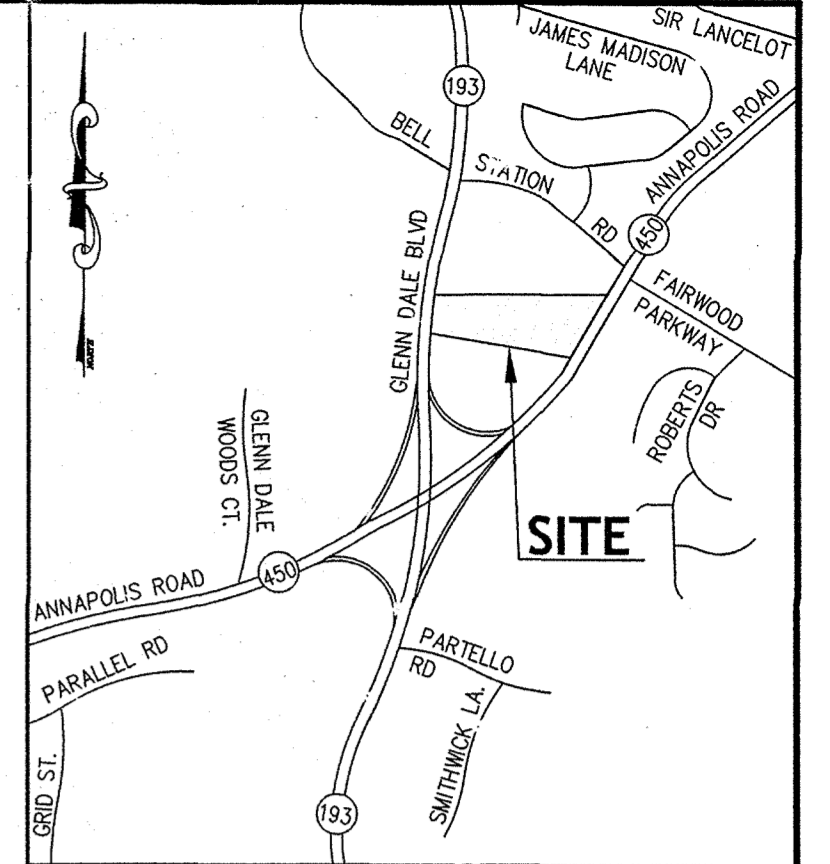 SIR LANCELOT
JAMES MADISON
LANE
193
ANNAPOLIS ROAD
BELL
STATION
RD
450
GLENN DALE BLVD
FAIRWOOD
PARKWAY
NORTH
ROBERTS
DR
GLENN DALE
WOODS CT.
SITE
450
ANNAPOLIS ROAD
PARTELLO
RD
PARALLEL RD
SMITHWICK LA.
GRID ST.
193